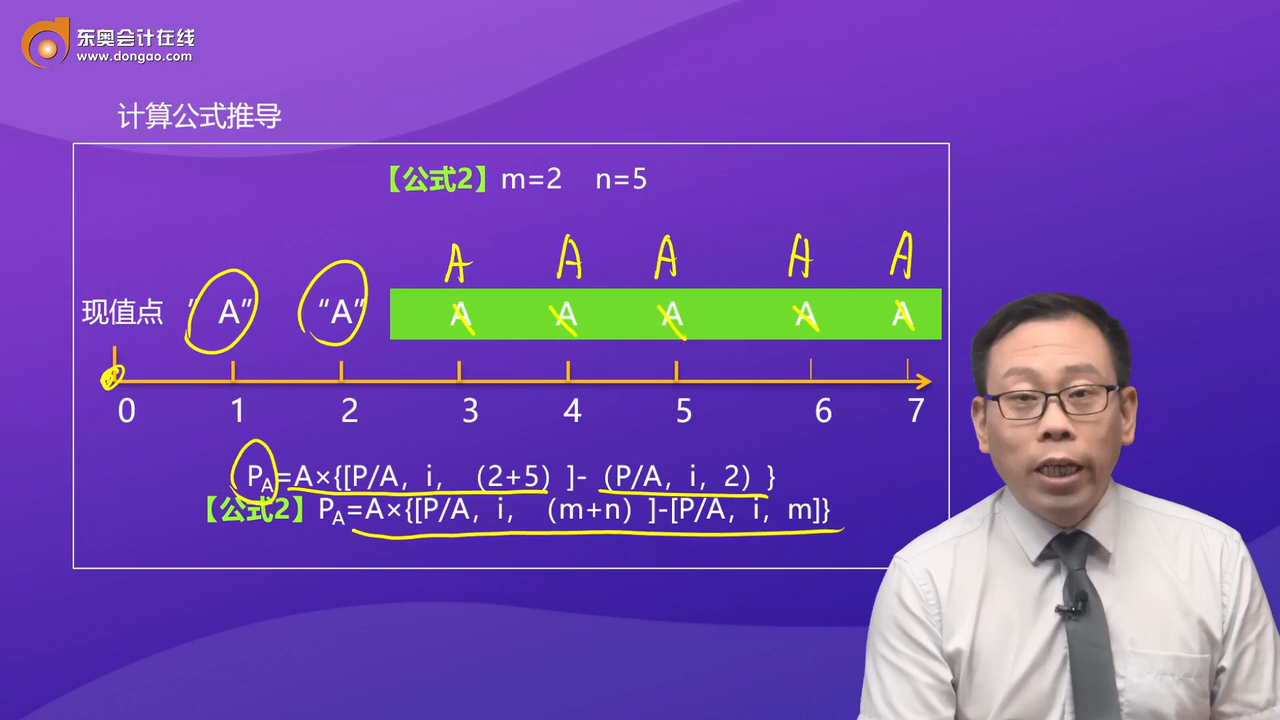 东奥会计在线
www.dongao.com
计算公式推导
【公式2】m=2 n=5
A A A A A
现值点 “A” “A” A A A A A
0 1 2 3 4 5 6 7
PA=A×{[P/A，i，（2+5）]-（P/A，i，2）}
【公式2】PA=A×{[P/A，i，（m+n）]-[P/A，i，m]}